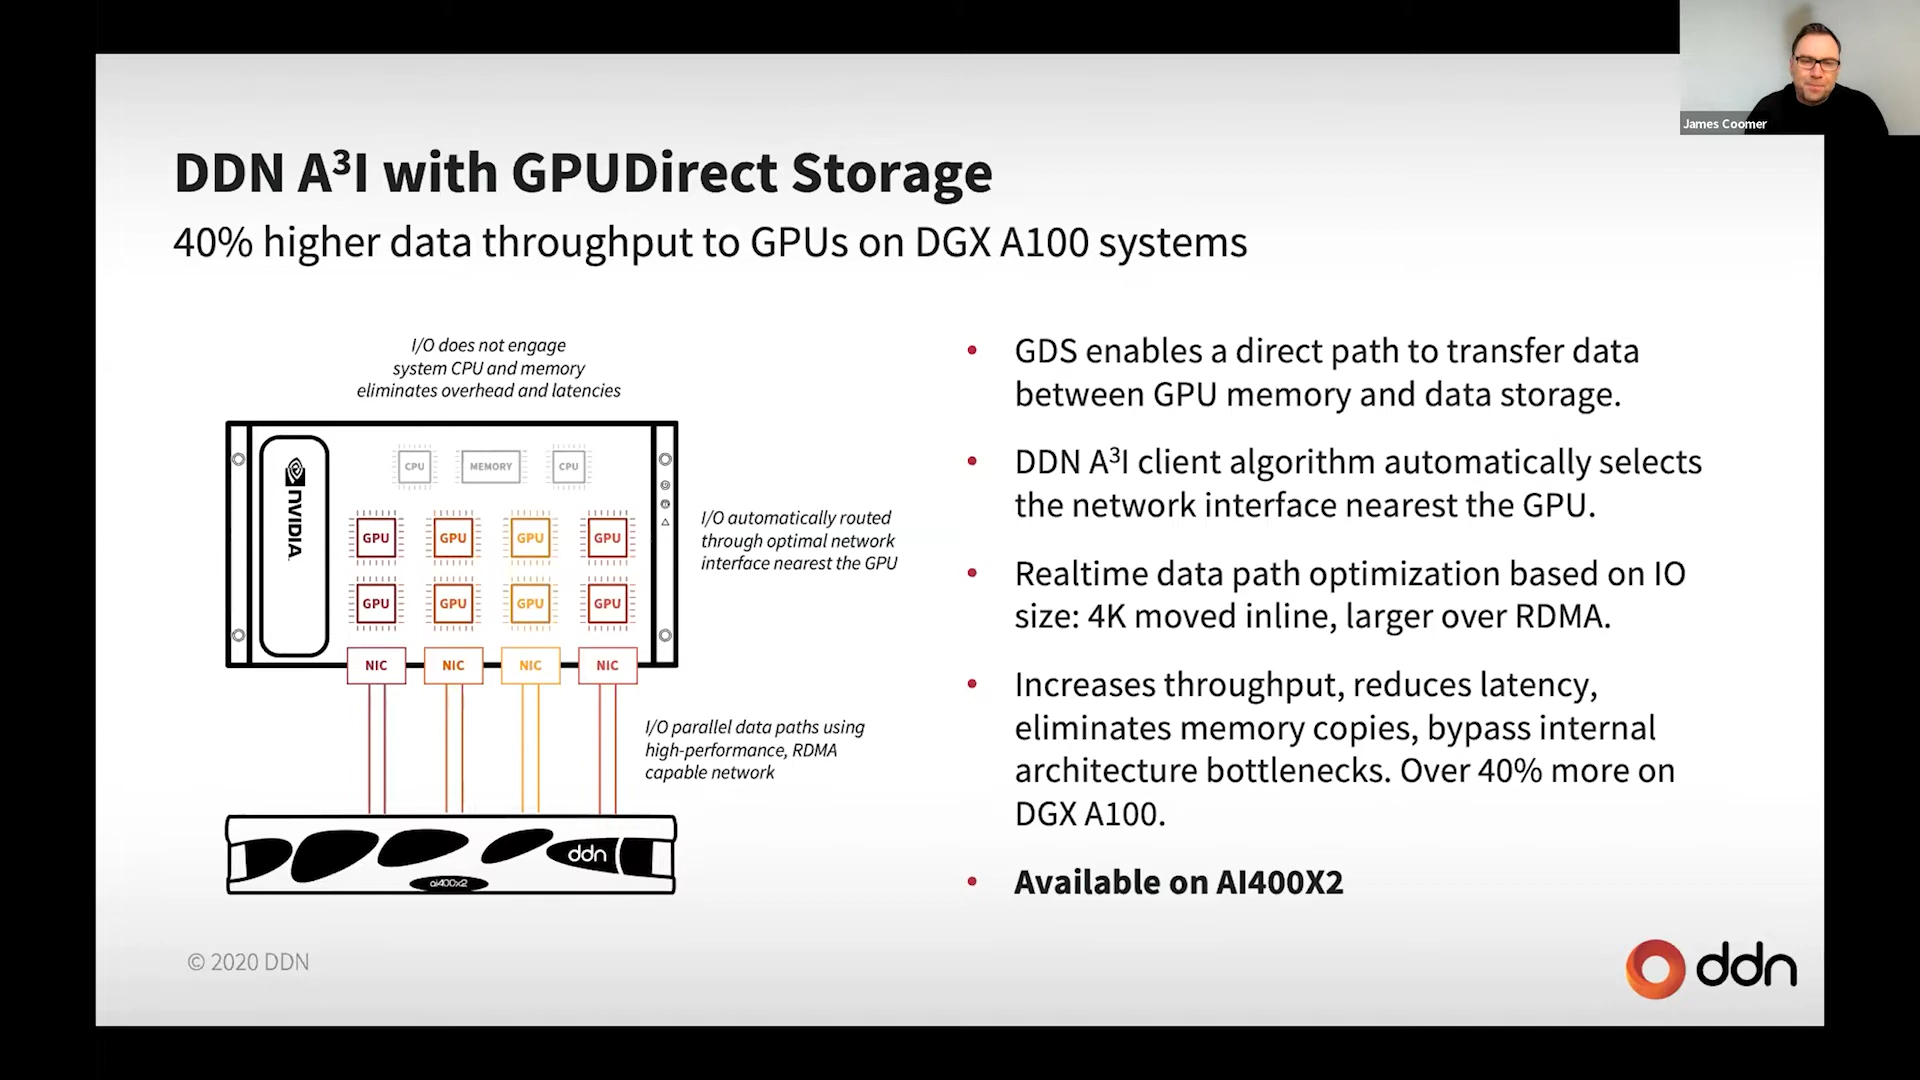 James Coomer
DDN A³I with GPUDirect Storage
40% higher data throughput to GPUs on DGX A100 systems
I/O does not engage
system CPU and memory
eliminates overhead and latencies
NVIDIA
CPU
MEMORY
CPU
GPU
GPU
GPU
GPU
GPU
GPU
GPU
GPU
NIC
NIC
NIC
NIC
I/O automatically routed
through optimal network
interface nearest the GPU
I/O parallel data paths using
high-performance, RDMA
capable network
ddn
ai400x2
• GDS enables a direct path to transfer data
between GPU memory and data storage.
• DDN A³I client algorithm automatically selects
the network interface nearest the GPU.
• Realtime data path optimization based on IO
size: 4K moved inline, larger over RDMA.
• Increases throughput, reduces latency,
eliminates memory copies, bypass internal
architecture bottlenecks. Over 40% more on
DGX A100.
• Available on AI400X2
© 2020 DDN
ddn